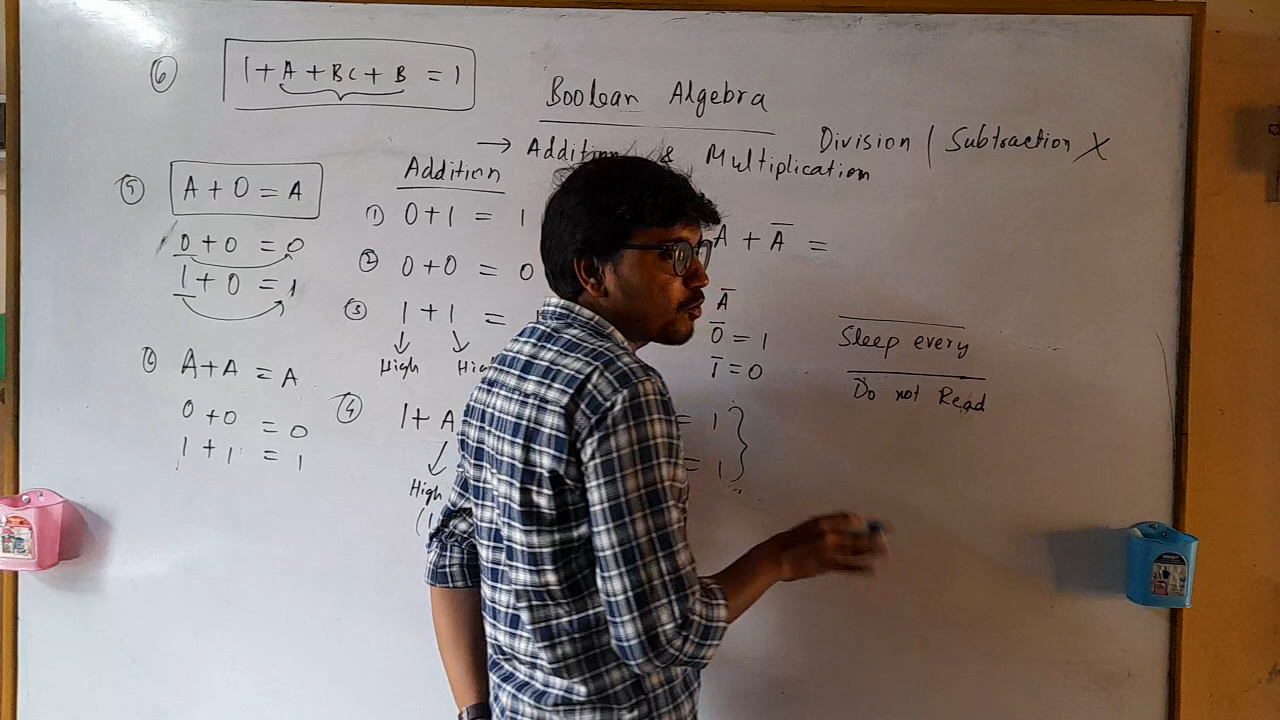 ⑥ 1 + A + BC + B = 1
Boolean Algebra
→ Addition & Multiplication
Division / Subtraction X
⑤ A + 0 = A
0 + 0 = 0
1 + 0 = 1
⑥ A + A = A
0 + 0 = 0
1 + 1 = 1
Addition
① 0 + 1 = 1
② 0 + 0 = 0
③ 1 + 1 =
High
④ 1 + A
High
= 1
= 1
A + A̅ =
A̅
0̅ = 1
1̅ = 0
Sleep every
Do not Read